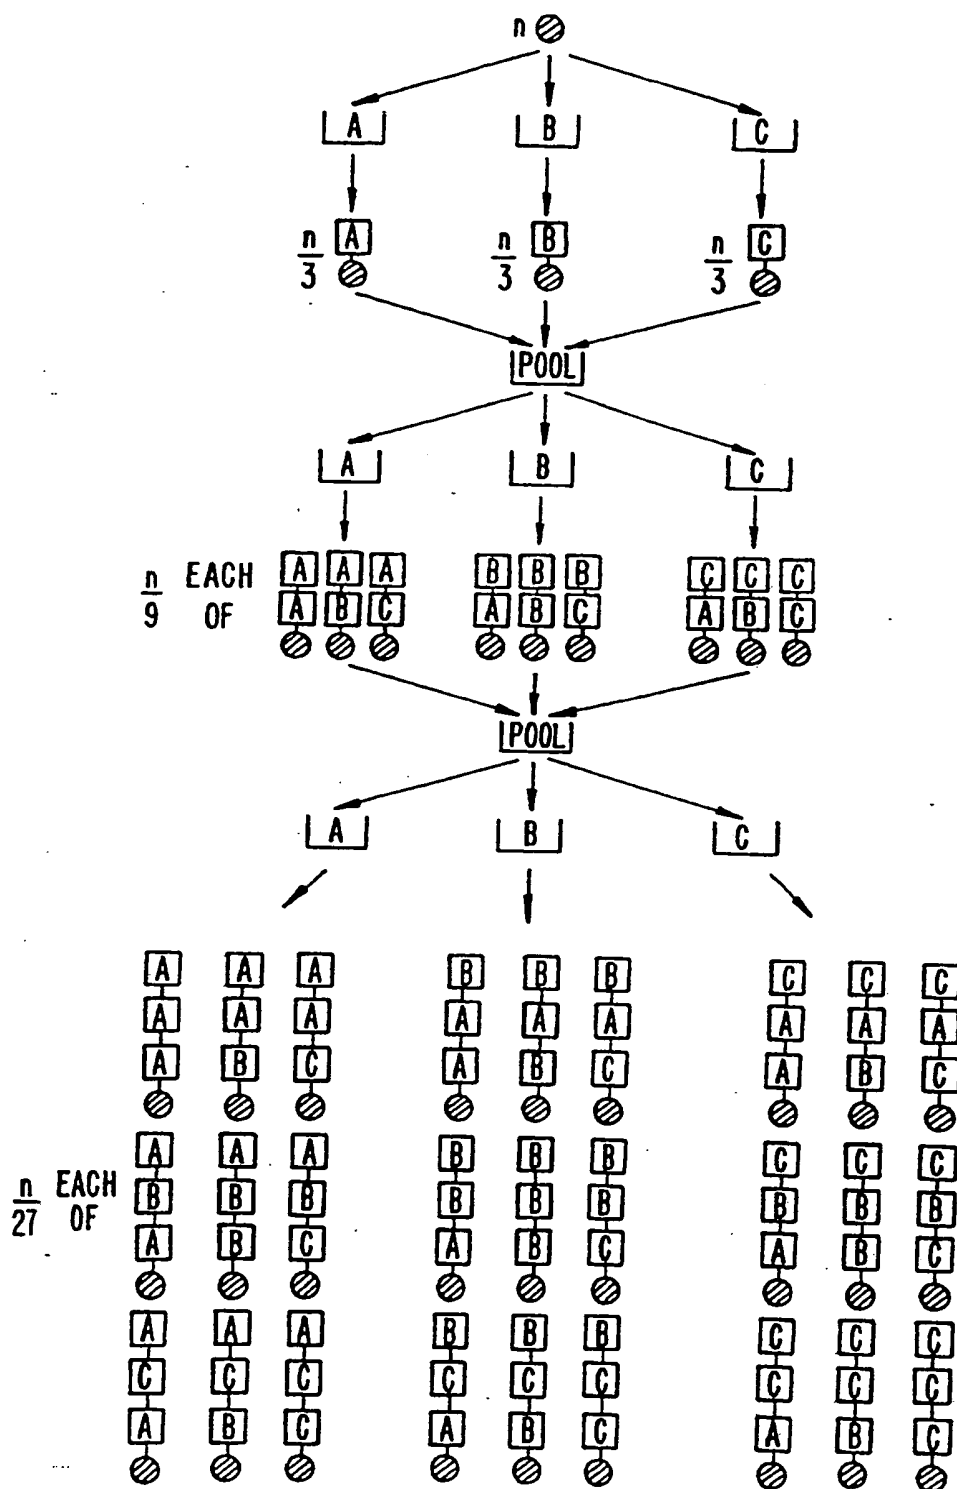 n
A B C
n/3 A n/3 B n/3 C
POOL
A B C
n/9 EACH OF
A A A B B B C C C
A B C A B C A B C
POOL
A B C
A A A B B B C C C
A A A A A A A A A
A B C A B C A B C
n/27 EACH OF
A A A B B B C C C
B B B B B B B B B
A B C A B C A B C
A A A B B B C C C
C C C C C C C C C
A B C A B C A B C